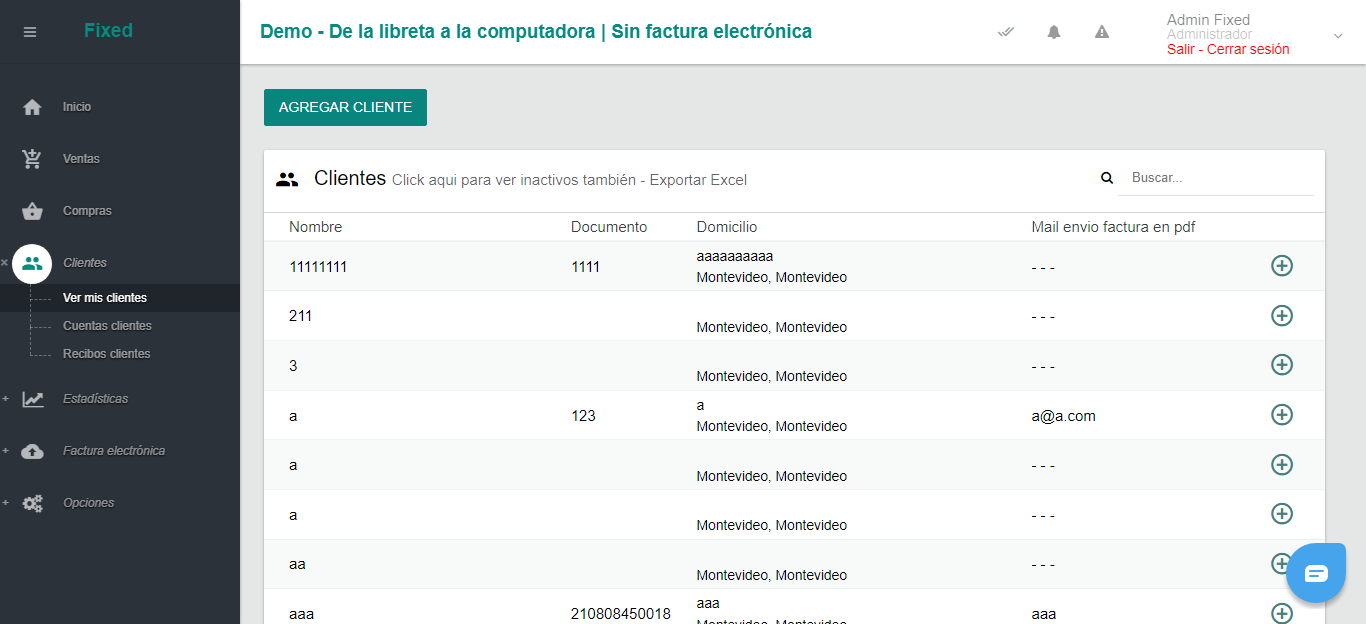 Fixed
Demo - De la libreta a la computadora | Sin factura electrónica
Admin Fixed
Administrador
Salir - Cerrar sesión
Inicio
Ventas
Compras
Clientes
Ver mis clientes
Cuentas clientes
Recibos clientes
Estadísticas
Factura electrónica
Opciones
AGREGAR CLIENTE
Clientes Click aqui para ver inactivos también - Exportar Excel
Buscar...
Nombre Documento Domicilio Mail envio factura en pdf
11111111 1111 aaaaaaaaaa
Montevideo, Montevideo - - -
211 Montevideo, Montevideo - - -
3 Montevideo, Montevideo - - -
a 123 a
Montevideo, Montevideo a@a.com
a Montevideo, Montevideo - - -
a Montevideo, Montevideo - - -
aa Montevideo, Montevideo - - -
aaa 210808450018 aaa
Montevideo, Montevideo aaa